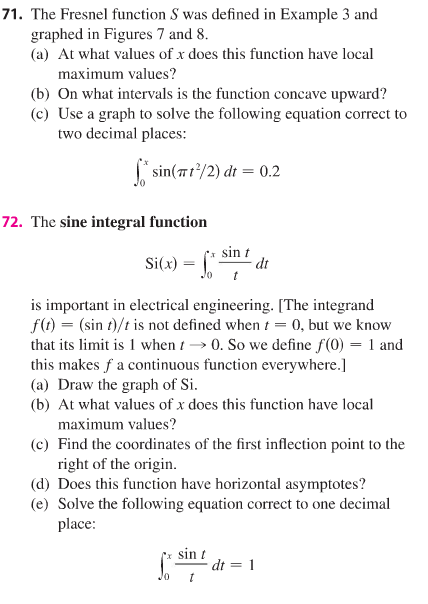 71. The Fresnel function S was defined in Example 3 and
graphed in Figures 7 and 8.
(a) At what values of x does this function have local
maximum values?
(b) On what intervals is the function concave upward?
(c) Use a graph to solve the following equation correct to
two decimal places:
∫₀ˣ sin(πt²/2) dt = 0.2
72. The sine integral function
Si(x) = ∫₀ˣ (sin t)/t dt
is important in electrical engineering. [The integrand
f(t) = (sin t)/t is not defined when t = 0, but we know
that its limit is 1 when t → 0. So we define f(0) = 1 and
this makes f a continuous function everywhere.]
(a) Draw the graph of Si.
(b) At what values of x does this function have local
maximum values?
(c) Find the coordinates of the first inflection point to the
right of the origin.
(d) Does this function have horizontal asymptotes?
(e) Solve the following equation correct to one decimal
place:
∫₀ˣ (sin t)/t dt = 1